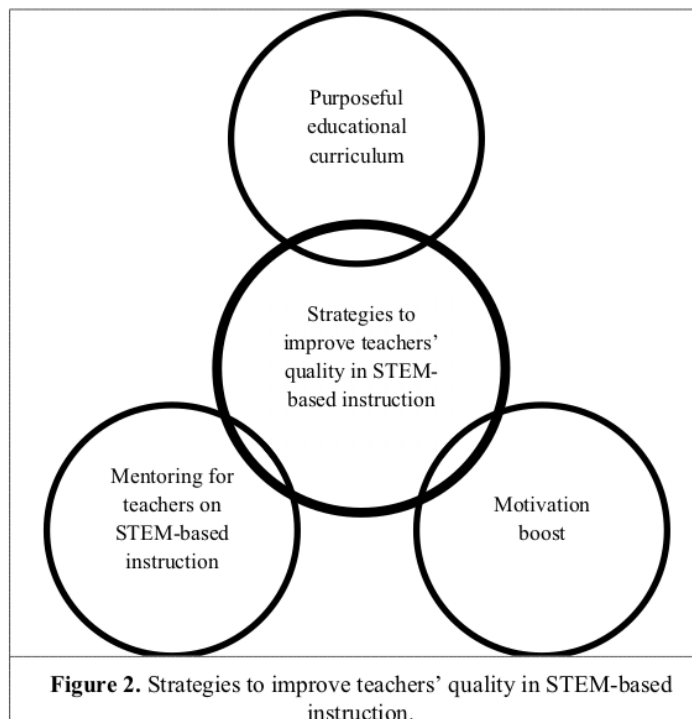 Purposeful
educational
curriculum
Strategies to
improve teachers’
quality in STEM-
based instruction
Mentoring for
teachers on
STEM-based
instruction
Motivation
boost
Figure 2. Strategies to improve teachers’ quality in STEM-based
instruction.